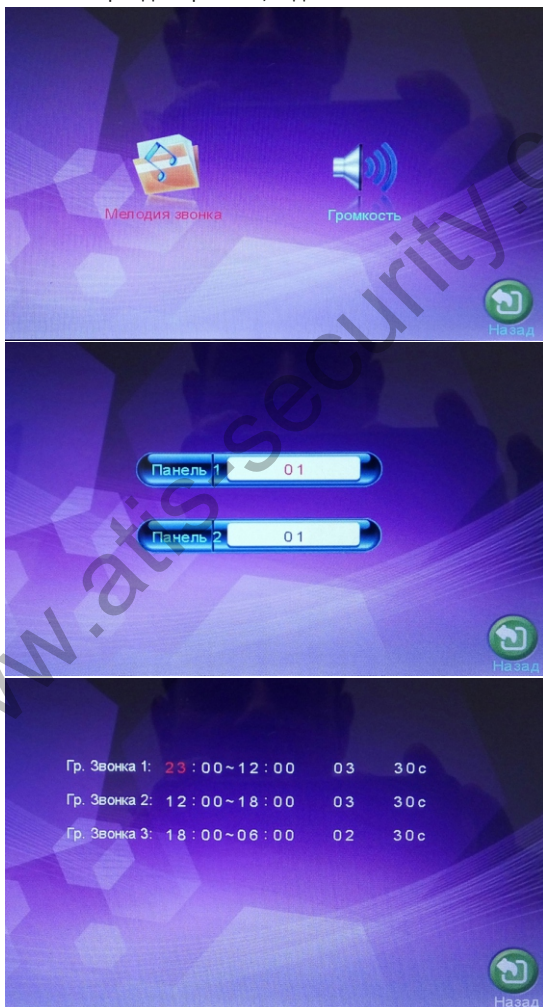 Мелодия звонка
Громкость
Назад
Панель 1 01
Панель 2 01
Назад
Гр. Звонка 1: 23:00~12:00 03 30с
Гр. Звонка 2: 12:00~18:00 03 30с
Гр. Звонка 3: 18:00~06:00 02 30с
Назад